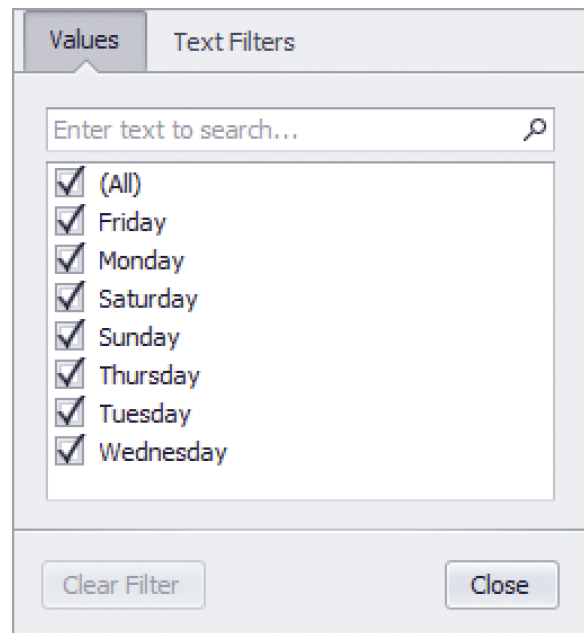 Values Text Filters
Enter text to search...
(All)
Friday
Monday
Saturday
Sunday
Thursday
Tuesday
Wednesday
Clear Filter Close